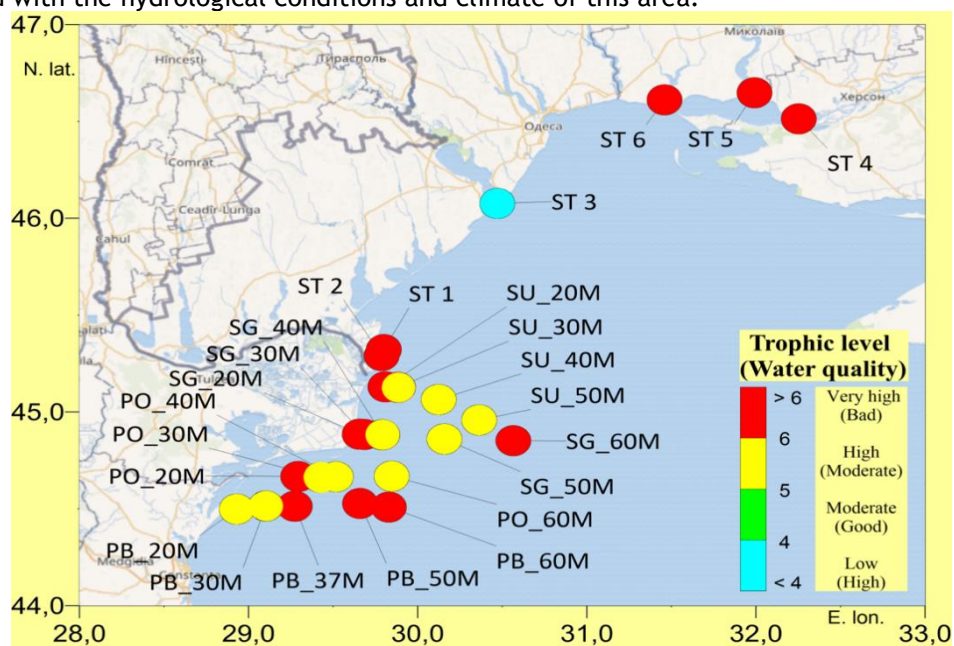 with the hydrological conditions and climate of this area.
47,0
N. lat.
Hîncești
Тирасполь
Миколаїв
Херсон
Одеса
ST 6
ST 5
ST 4
Comrat
Ceadîr-Lunga
ST 3
46,0
Cahul
ST 2
ST 1
SU_20M
SG_40M
SU_30M
SG_30M
SU_40M
SG_20M
SU_50M
PO_40M
45,0
PO_30M
SG_60M
PO_20M
SG_50M
PO_60M
PB_20M
PB_60M
Medgidia
PB_30M
Constanța
PB_37M
PB_50M
Trophic level
(Water quality)
> 6
Very high
(Bad)
6
High
(Moderate)
5
Moderate
(Good)
4
Low
(High)
< 4
44,0
E. lon.
28,0
29,0
30,0
31,0
32,0
33,0